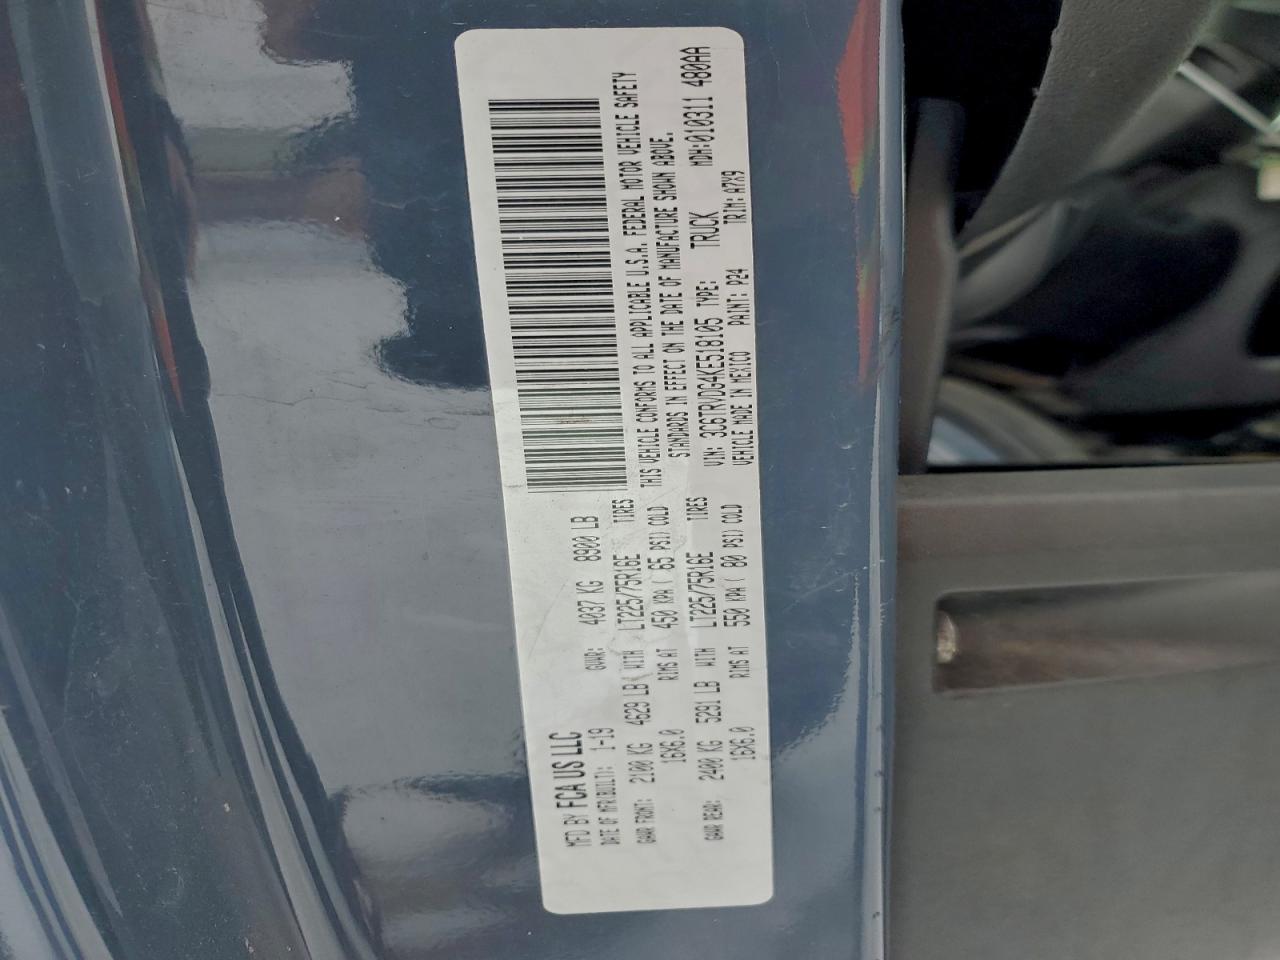 MFD BY FCA US LLC
DATE OF MFR(BUILT): 1-19 GVWR: 4037 KG 8900 LB
GAWR FRONT: 2100 KG 4629 LB WITH LT225/75R16E TIRES
16X6.0 RIMS AT 450 KPA ( 65 PSI) COLD
GAWR REAR: 2400 KG 5291 LB WITH LT225/75R16E TIRES
16X6.0 RIMS AT 550 KPA ( 80 PSI) COLD
THIS VEHICLE CONFORMS TO ALL APPLICABLE U.S.A. FEDERAL MOTOR VEHICLE SAFETY
STANDARDS IN EFFECT ON THE DATE OF MANUFACTURE SHOWN ABOVE.
VIN: 3C6TRVDG4KE518105 TYPE: TRUCK MDH:010311 480AA
VEHICLE MADE IN MEXICO PAINT: P24 TRIM: A7X9